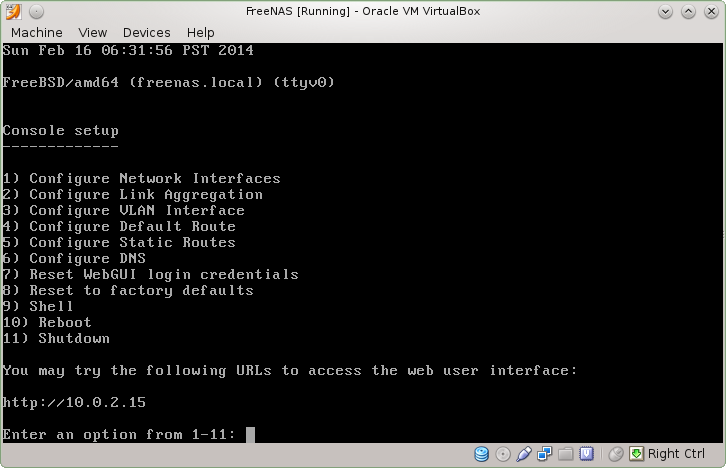 FreeNAS [Running] - Oracle VM VirtualBox
Machine View Devices Help
Sun Feb 16 06:31:56 PST 2014
FreeBSD/amd64 (freenas.local) (ttyv0)
Console setup
-------------
1) Configure Network Interfaces
2) Configure Link Aggregation
3) Configure VLAN Interface
4) Configure Default Route
5) Configure Static Routes
6) Configure DNS
7) Reset WebGUI login credentials
8) Reset to factory defaults
9) Shell
10) Reboot
11) Shutdown
You may try the following URLs to access the web user interface:
http://10.0.2.15
Enter an option from 1-11:
Right Ctrl